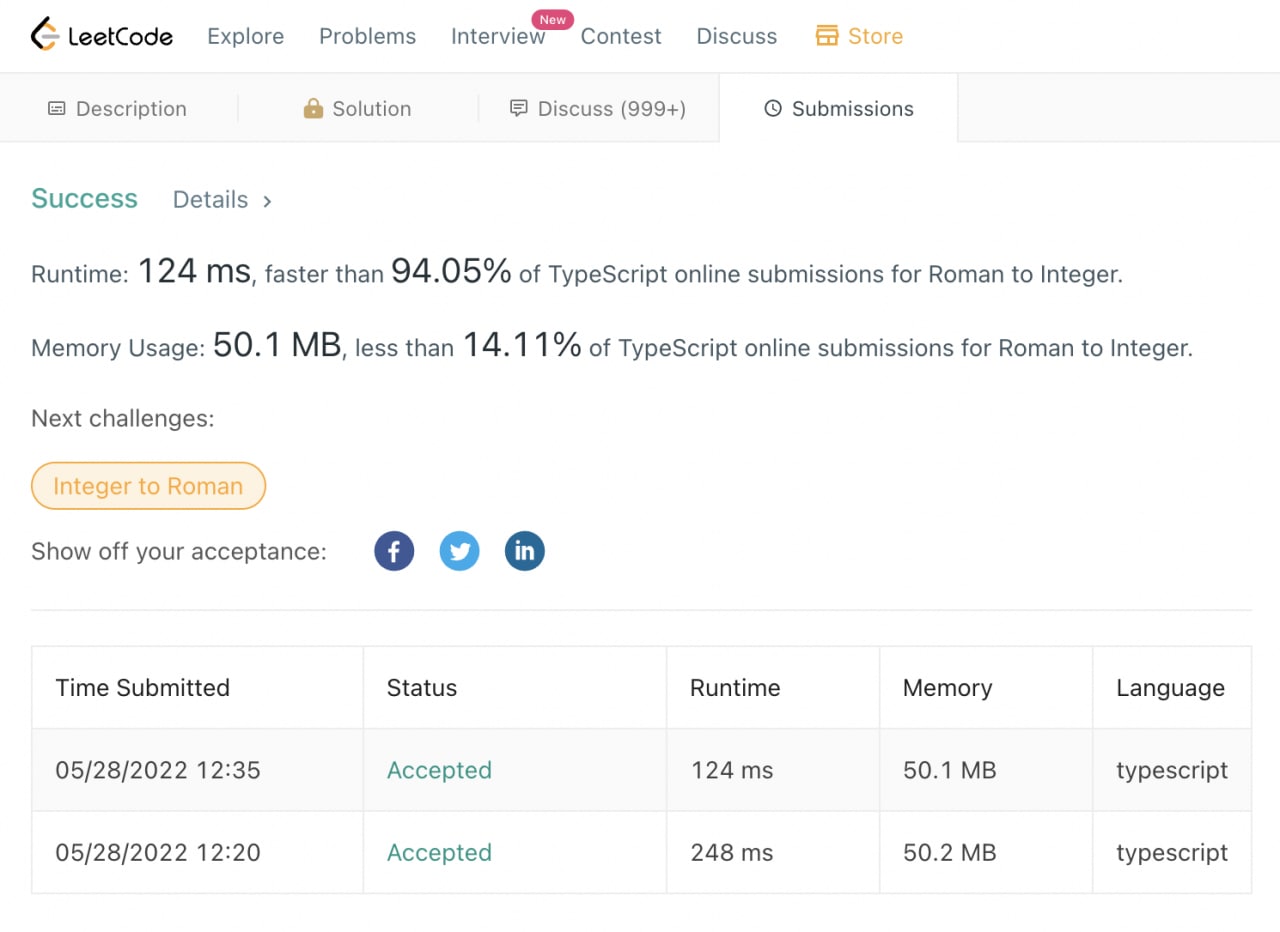 LeetCode Explore Problems Interview New Contest Discuss Store
Description Solution Discuss (999+) Submissions
Success Details >
Runtime: 124 ms, faster than 94.05% of TypeScript online submissions for Roman to Integer.
Memory Usage: 50.1 MB, less than 14.11% of TypeScript online submissions for Roman to Integer.
Next challenges:
Integer to Roman
Show off your acceptance: f in
Time Submitted Status Runtime Memory Language
05/28/2022 12:35 Accepted 124 ms 50.1 MB typescript
05/28/2022 12:20 Accepted 248 ms 50.2 MB typescript